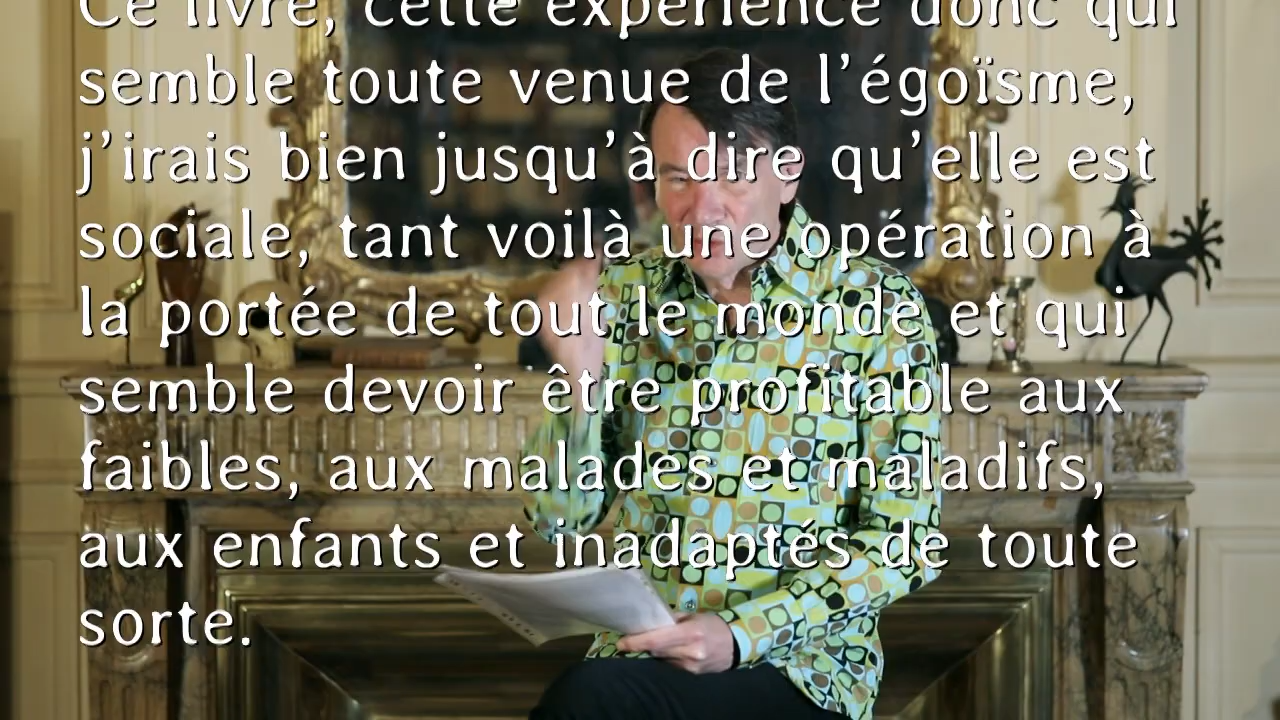 Ce livre, cette expérience donc qui
semble toute venue de l’égoïsme,
j’irais bien jusqu’à dire qu’elle est
sociale, tant voilà une opération à
la portée de tout le monde et qui
semble devoir être profitable aux
faibles, aux malades et maladifs,
aux enfants et inadaptés de toute
sorte.